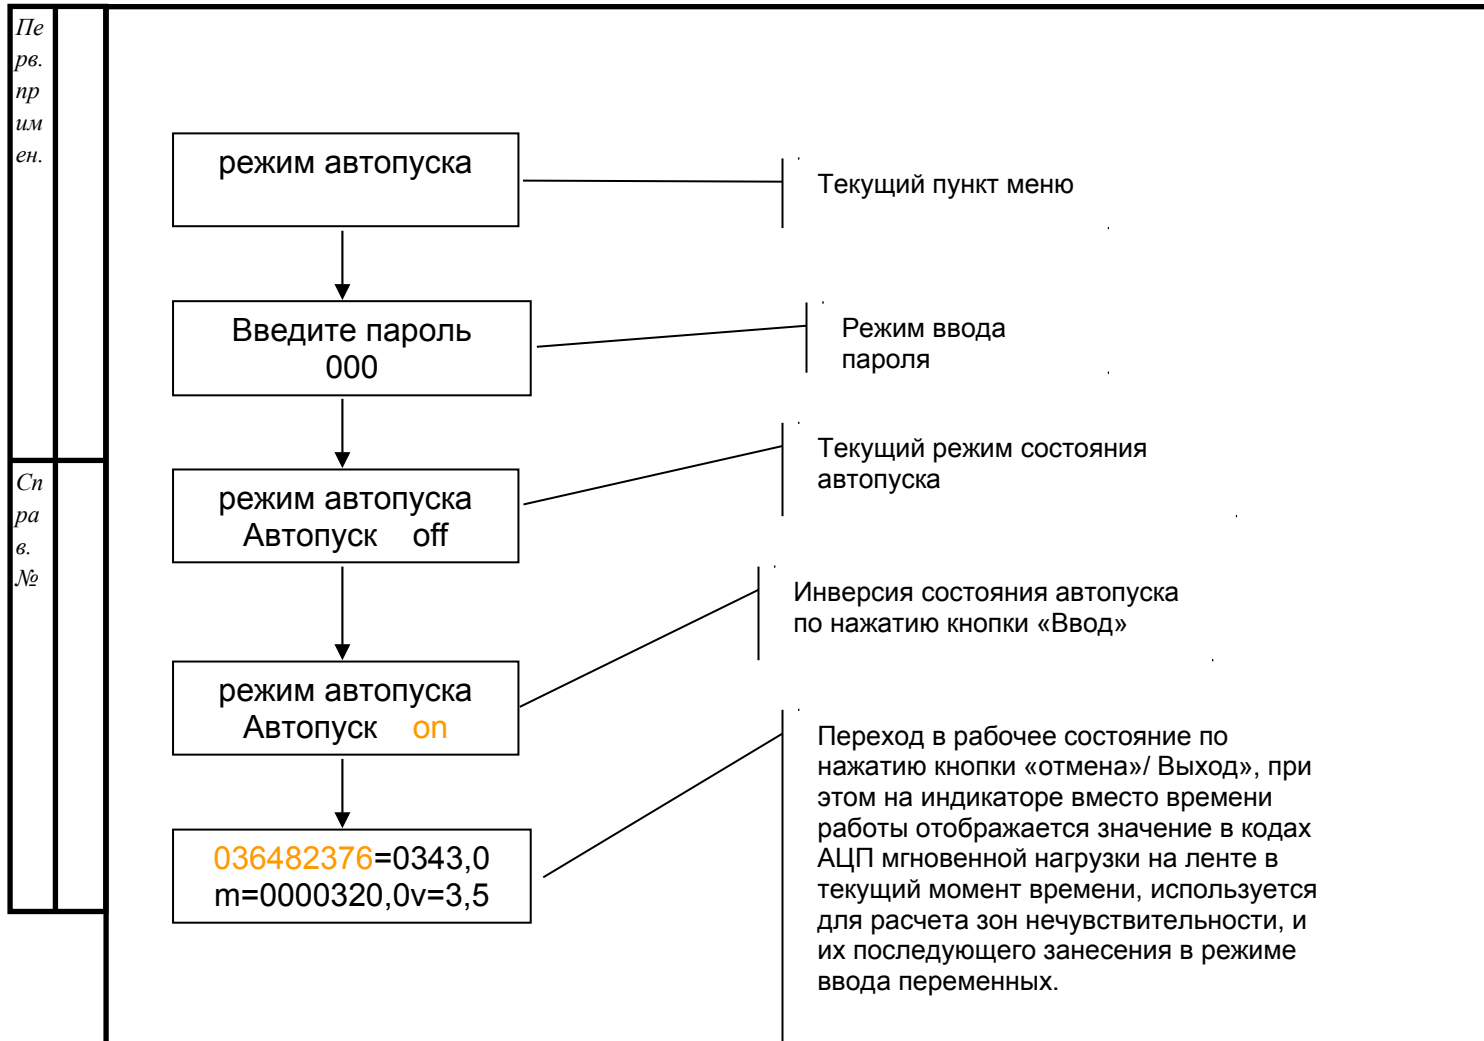 Пе
рв.
пр
им
ен.
Сп
ра
в.
№
режим автопуска
Текущий пункт меню
Введите пароль
000
Режим ввода
пароля
режим автопуска
Автопуск off
Текущий режим состояния
автопуска
режим автопуска
Автопуск on
Инверсия состояния автопуска
по нажатию кнопки «Ввод»
036482376=0343,0
m=0000320,0v=3,5
Переход в рабочее состояние по
нажатию кнопки «отмена»/ Выход», при
этом на индикаторе вместо времени
работы отображается значение в кодах
АЦП мгновенной нагрузки на ленте в
текущий момент времени, используется
для расчета зон нечувствительности, и
их последующего занесения в режиме
ввода переменных.